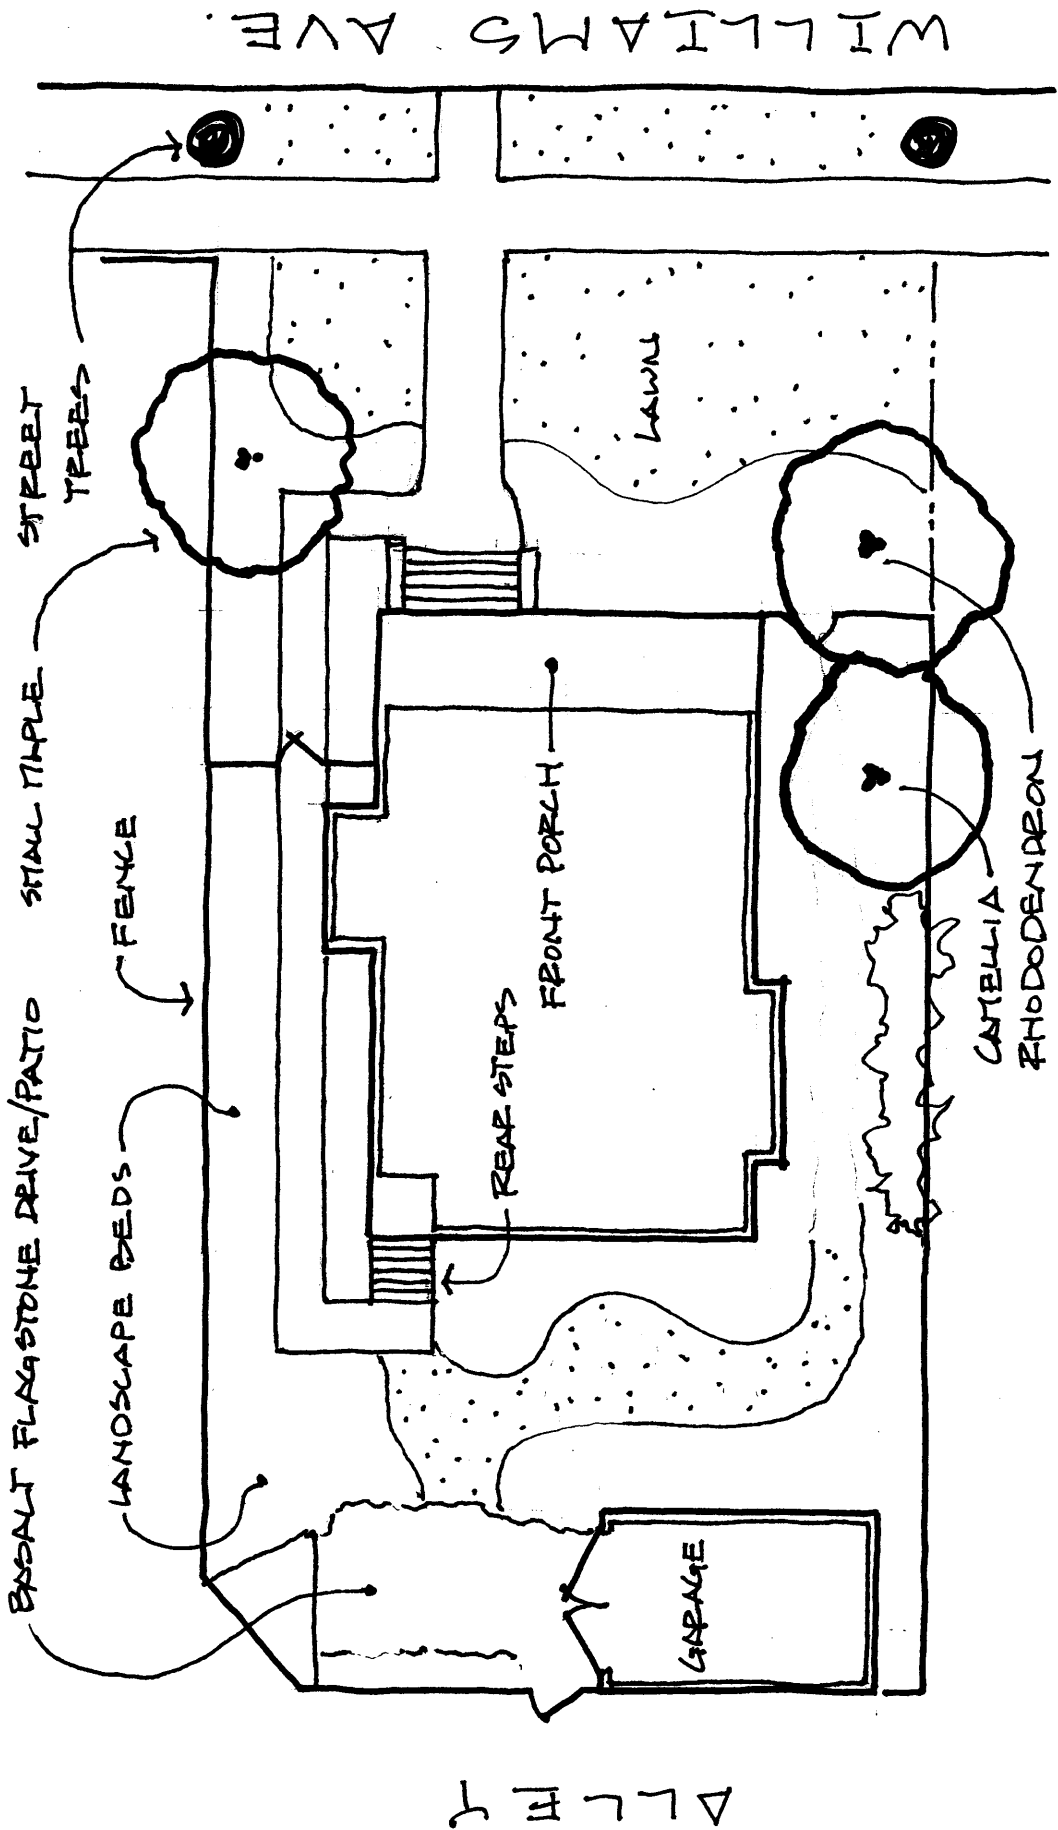 WILLIAMS AVE.
STREET
TREES
SMALL MAPLE
FENCE
LANDSCAPE BEDS
BASALT FLAGSTONE DRIVE/PATIO
LAWN
FRONT PORCH
REAR STEPS
CAMELLIA
RHODODENDRON
GARAGE
ALLEY